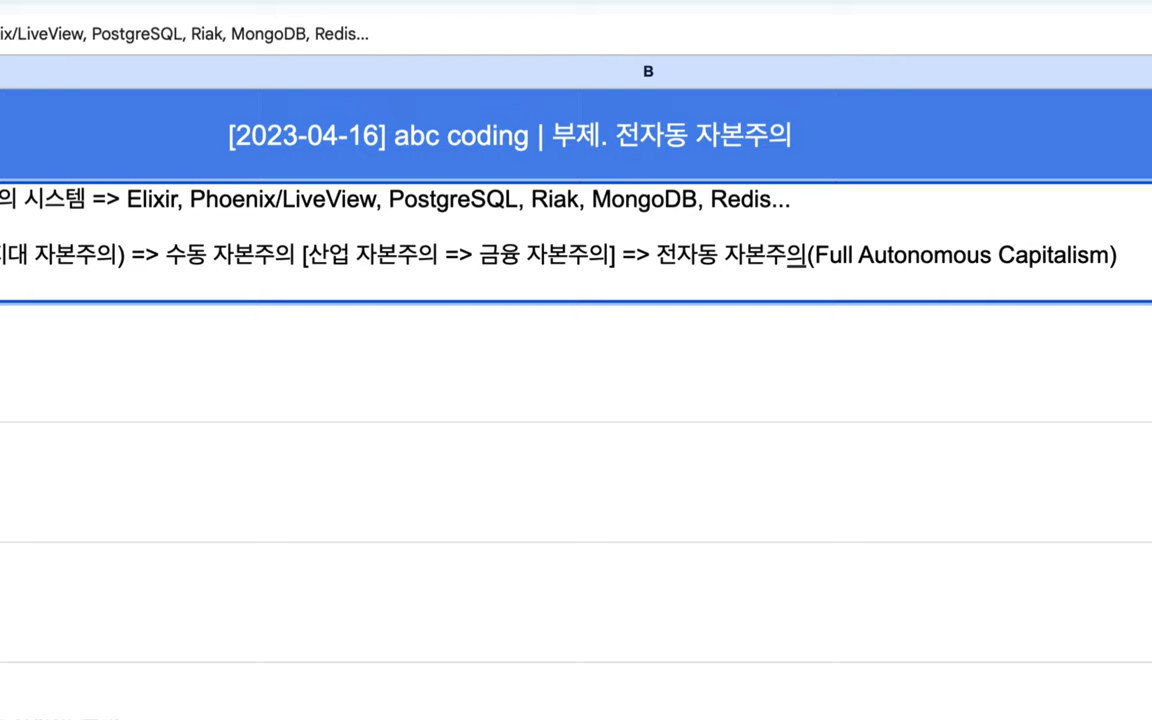 ix/LiveView, PostgreSQL, Riak, MongoDB, Redis...
B
[2023-04-16] abc coding | 부제. 전자동 자본주의
의 시스템 => Elixir, Phoenix/LiveView, PostgreSQL, Riak, MongoDB, Redis...
지대 자본주의) => 수동 자본주의 [산업 자본주의 => 금융 자본주의] => 전자동 자본주의(Full Autonomous Capitalism)